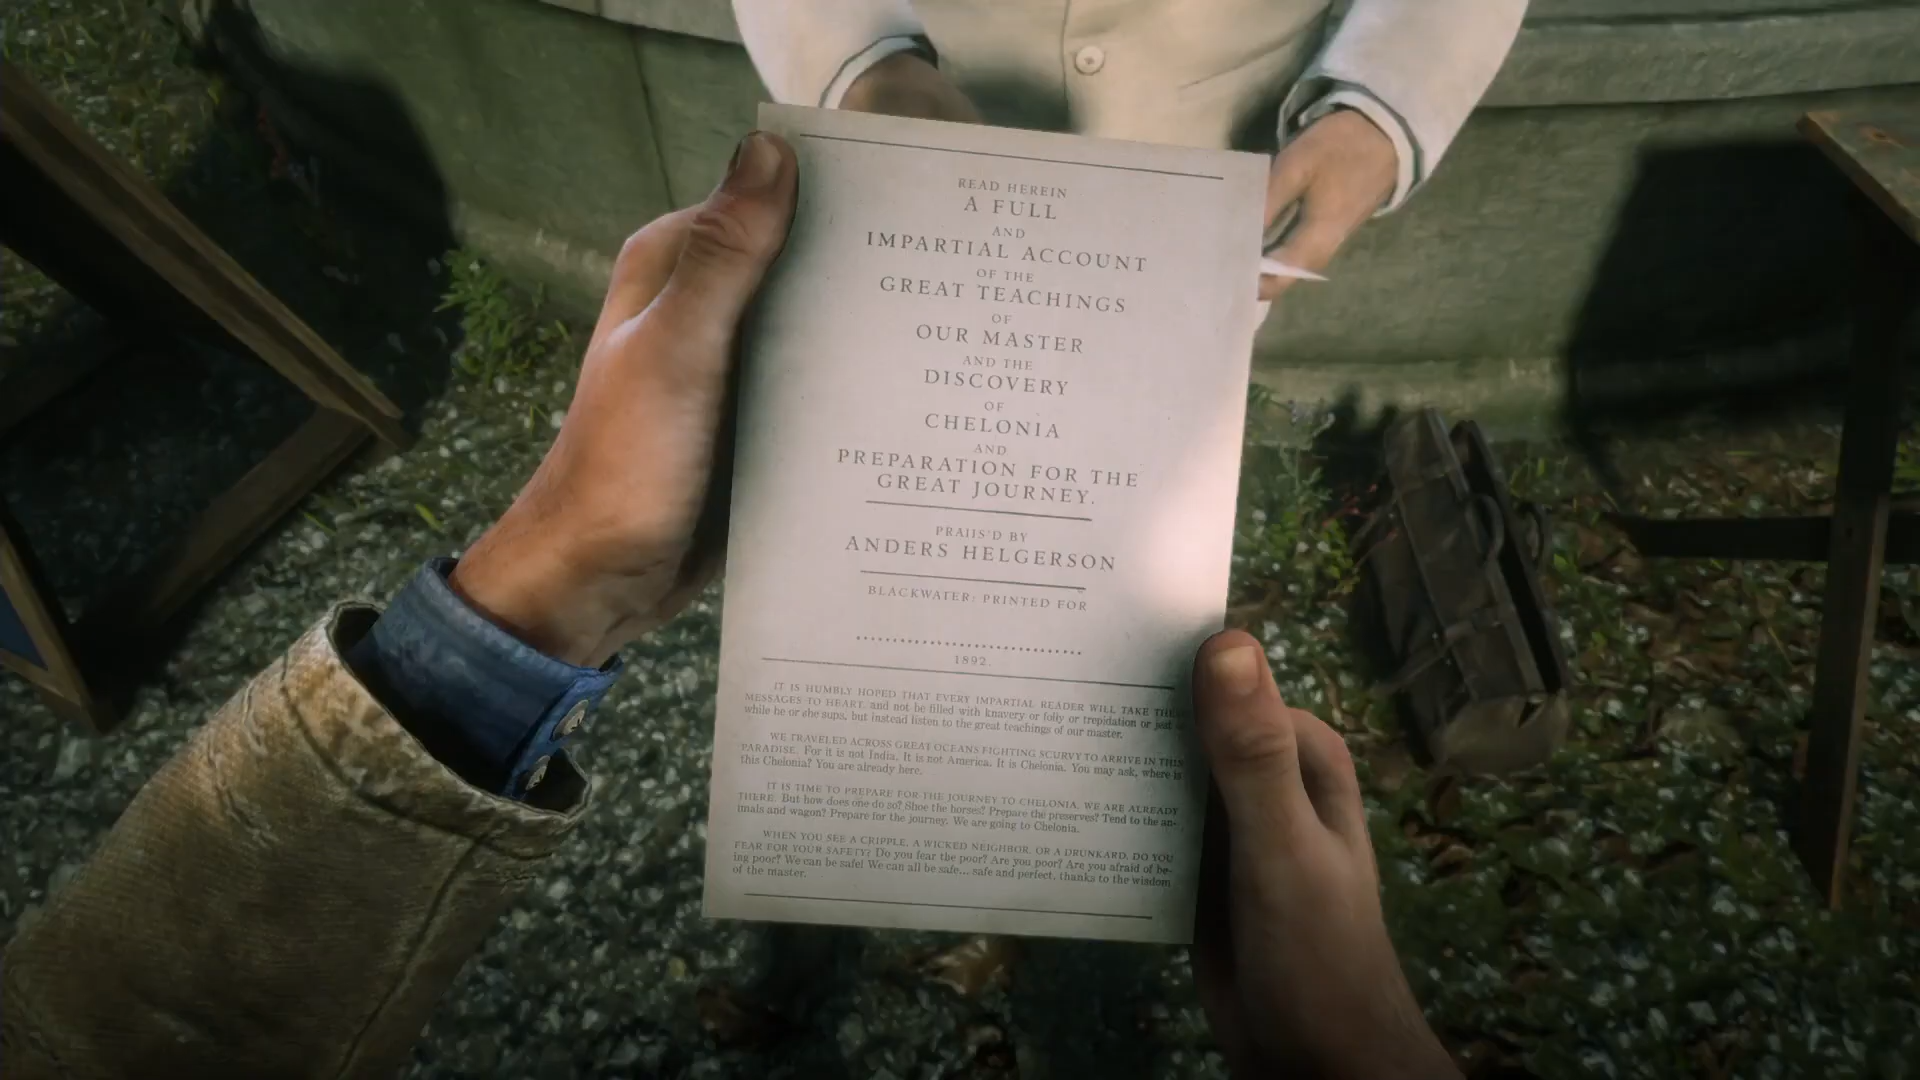 READ HEREIN
A FULL
AND
IMPARTIAL ACCOUNT
OF THE
GREAT TEACHINGS
OF
OUR MASTER
AND THE
DISCOVERY
OF
CHELONIA
AND
PREPARATION FOR THE
GREAT JOURNEY.
PRAIIS'D BY
ANDERS HELGERSON
BLACKWATER: PRINTED FOR
1892.
IT IS HUMBLY HOPED THAT EVERY IMPARTIAL READER WILL TAKE
MESSAGES TO HEART, and not be filled with knavery or folly or trepidation or
while he or she sups, but instead listen to the great teachings of our master.
WE TRAVELED ACROSS GREAT OCEANS FIGHTING SCURVY TO ARRIVE IN THIS
PARADISE. For it is not India. It is not America. It is Chelonia. You may ask, where is
this Chelonia? You are already here.
IT IS TIME TO PREPARE FOR THE JOURNEY TO CHELONIA. WE ARE ALREADY
THERE. But how does one do so? Shoe the horses? Prepare the preserves? Tend to the an-
imals and wagon? Prepare for the journey. We are going to Chelonia.
WHEN YOU SEE A CRIPPLE, A WICKED NEIGHBOR, OR A DRUNKARD, DO YOU
FEAR FOR YOUR SAFETY? Do you fear the poor? Are you poor? Are you afraid of be-
ing poor? We can be safe! We can all be safe... safe and perfect, thanks to the wisdom
of the master.